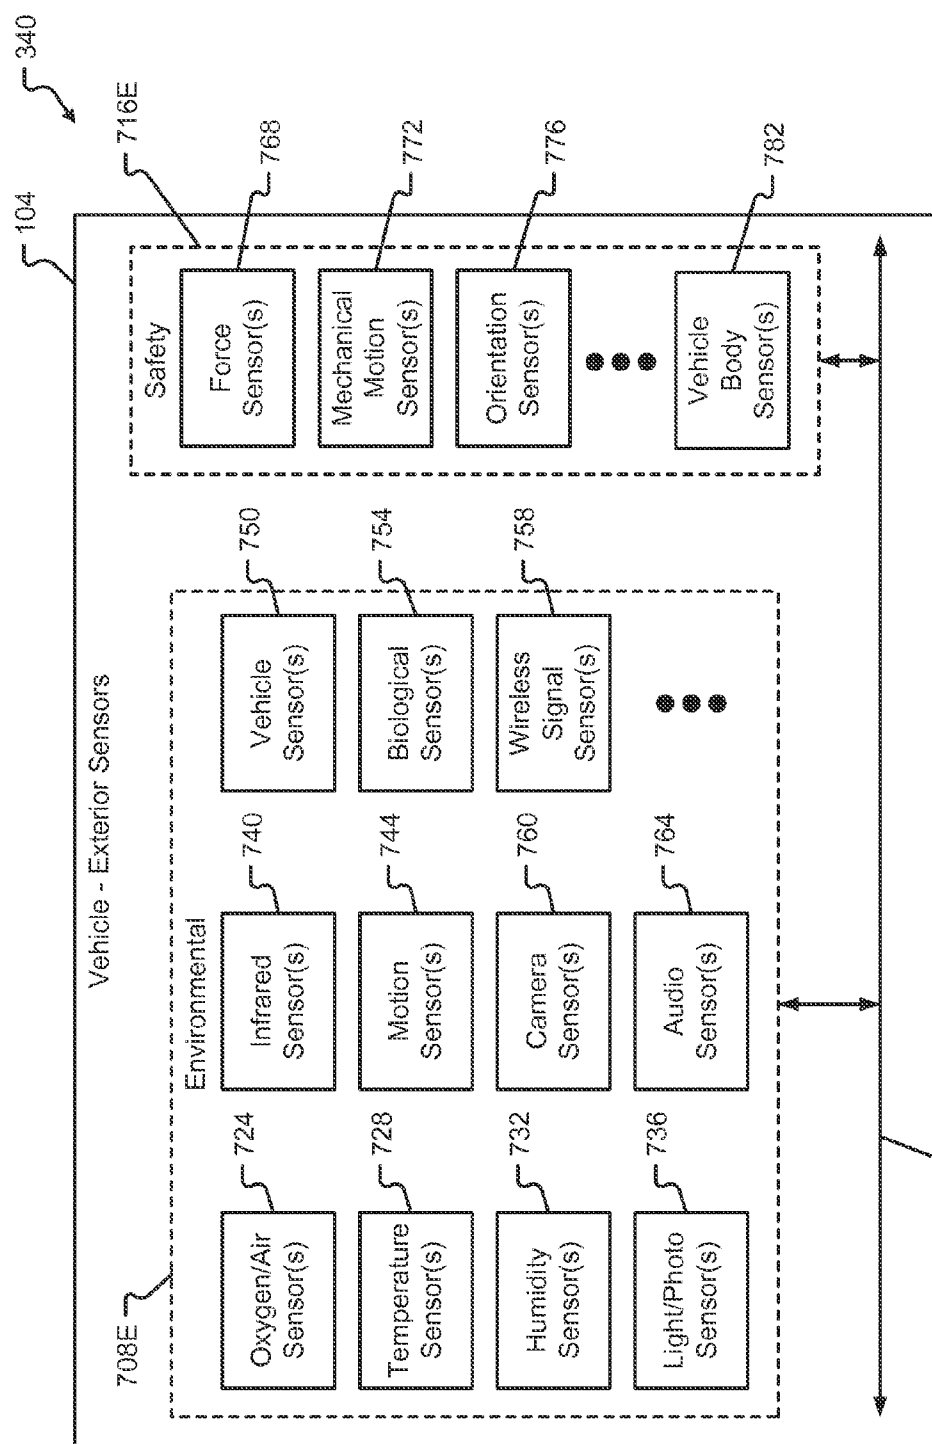 340
104
Vehicle - Exterior Sensors
716E
708E
Environmental
724
Oxygen/Air
Sensor(s)
740
Infrared
Sensor(s)
750
Vehicle
Sensor(s)
728
Temperature
Sensor(s)
744
Motion
Sensor(s)
754
Biological
Sensor(s)
732
Humidity
Sensor(s)
760
Camera
Sensor(s)
758
Wireless
Signal
Sensor(s)
736
Light/Photo
Sensor(s)
764
Audio
Sensor(s)
Safety
768
Force
Sensor(s)
772
Mechanical
Motion
Sensor(s)
776
Orientation
Sensor(s)
782
Vehicle
Body
Sensor(s)